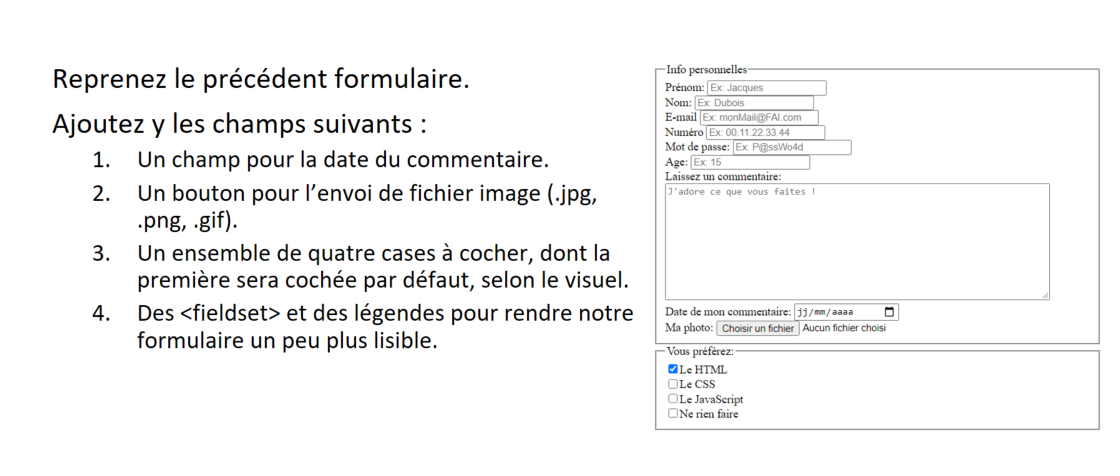 Reprenez le précédent formulaire.
Ajoutez y les champs suivants :
1. Un champ pour la date du commentaire.
2. Un bouton pour l’envoi de fichier image (.jpg,
.png, .gif).
3. Un ensemble de quatre cases à cocher, dont la
première sera cochée par défaut, selon le visuel.
4. Des <fieldset> et des légendes pour rendre notre
formulaire un peu plus lisible.
Info personnelles
Prénom: Ex: Jacques
Nom: Ex: Dubois
E-mail Ex: monMail@FAI.com
Numéro Ex: 00.11.22.33.44
Mot de passe: Ex: P@ssWo4d
Age: Ex: 15
Laissez un commentaire:
J'adore ce que vous faites !
Date de mon commentaire: jj/mm/aaaa
Ma photo: Choisir un fichier Aucun fichier choisi
Vous préférez:
Le HTML
Le CSS
Le JavaScript
Ne rien faire